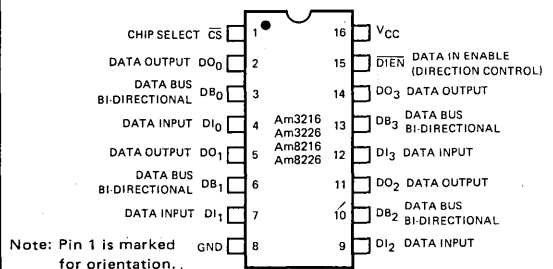 CHIP SELECT CS 1
16 VCC
DATA OUTPUT DO0 2
15 DIEN DATA IN ENABLE
(DIRECTION CONTROL)
DATA BUS
BI-DIRECTIONAL DB0 3
14 DO3 DATA OUTPUT
DATA INPUT DI0 4
Am3216
Am3226
Am8216
Am8226
13 DB3 DATA BUS
BI-DIRECTIONAL
DATA OUTPUT DO1 5
12 DI3 DATA INPUT
DATA BUS
BI-DIRECTIONAL DB1 6
11 DO2 DATA OUTPUT
DATA INPUT DI1 7
10 DB2 DATA BUS
BI-DIRECTIONAL
GND 8
9 DI2 DATA INPUT
Note: Pin 1 is marked
for orientation.